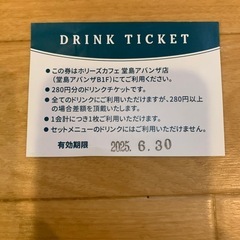 DRINK TICKET
●この券はホリーズカフェ 堂島アバンザ店
（堂島アバンザB1F）にてご利用ください。
●280円分のドリンクチケットです。
●全てのドリンクにご利用いただけますが、280円以上
の場合差額を頂戴いたします。
●1会計につき1枚ご利用いただけます。
●セットメニューのドリンクにはご利用いただけません。
有効期限 2025. 6. 30